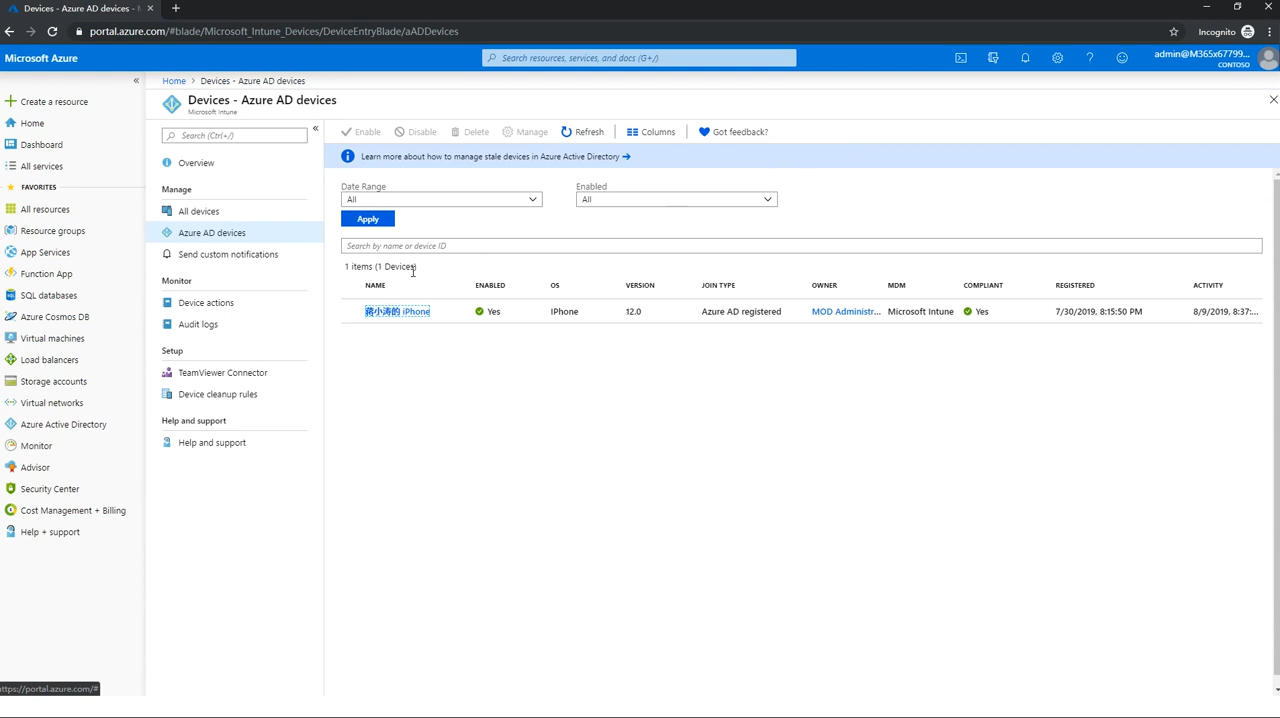 Devices - Azure AD devices -
portal.azure.com/#blade/Microsoft_Intune_Devices/DeviceEntryBlade/aADDevices
Incognito
Microsoft Azure
Search resources, services, and docs (G+/)
admin@M365x67799...
CONTOSO
Create a resource
Home
Dashboard
All services
FAVORITES
All resources
Resource groups
App Services
Function App
SQL databases
Azure Cosmos DB
Virtual machines
Load balancers
Storage accounts
Virtual networks
Azure Active Directory
Monitor
Advisor
Security Center
Cost Management + Billing
Help + support
https://portal.azure.com/#
Home > Devices - Azure AD devices
Devices - Azure AD devices
Microsoft Intune
Search (Ctrl+/)
Overview
Manage
All devices
Azure AD devices
Send custom notifications
Monitor
Device actions
Audit logs
Setup
TeamViewer Connector
Device cleanup rules
Help and support
Help and support
Enable Disable Delete Manage Refresh Columns Got feedback?
Learn more about how to manage stale devices in Azure Active Directory
Date Range Enabled
All All
Apply
Search by name or device ID
1 items (1 Devices)
NAME ENABLED OS VERSION JOIN TYPE OWNER MDM COMPLIANT REGISTERED ACTIVITY
蒋小涛的 iPhone Yes IPhone 12.0 Azure AD registered MOD Administr... Microsoft Intune Yes 7/30/2019, 8:15:50 PM 8/9/2019, 8:37:...